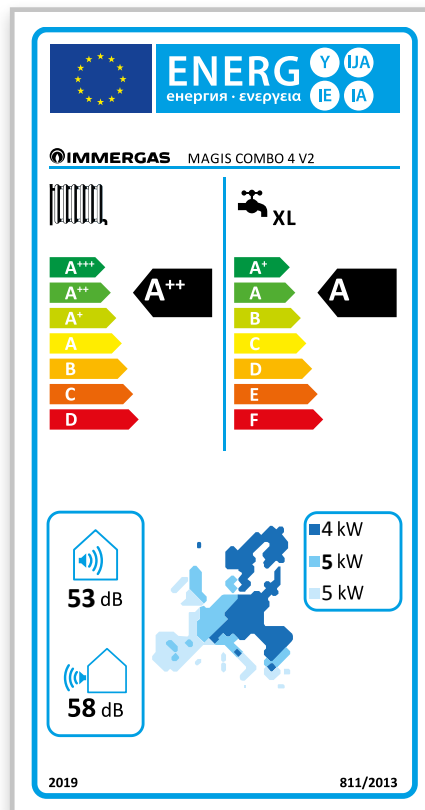 ENERG
енергия · ενεργεια
Y IJA
IE IA
IMMERGAS MAGIS COMBO 4 V2
XL
A+++
A++
A+
A
B
C
D
A++
A+
A
B
C
D
E
F
A
53 dB
58 dB
4 kW
5 kW
5 kW
2019 811/2013